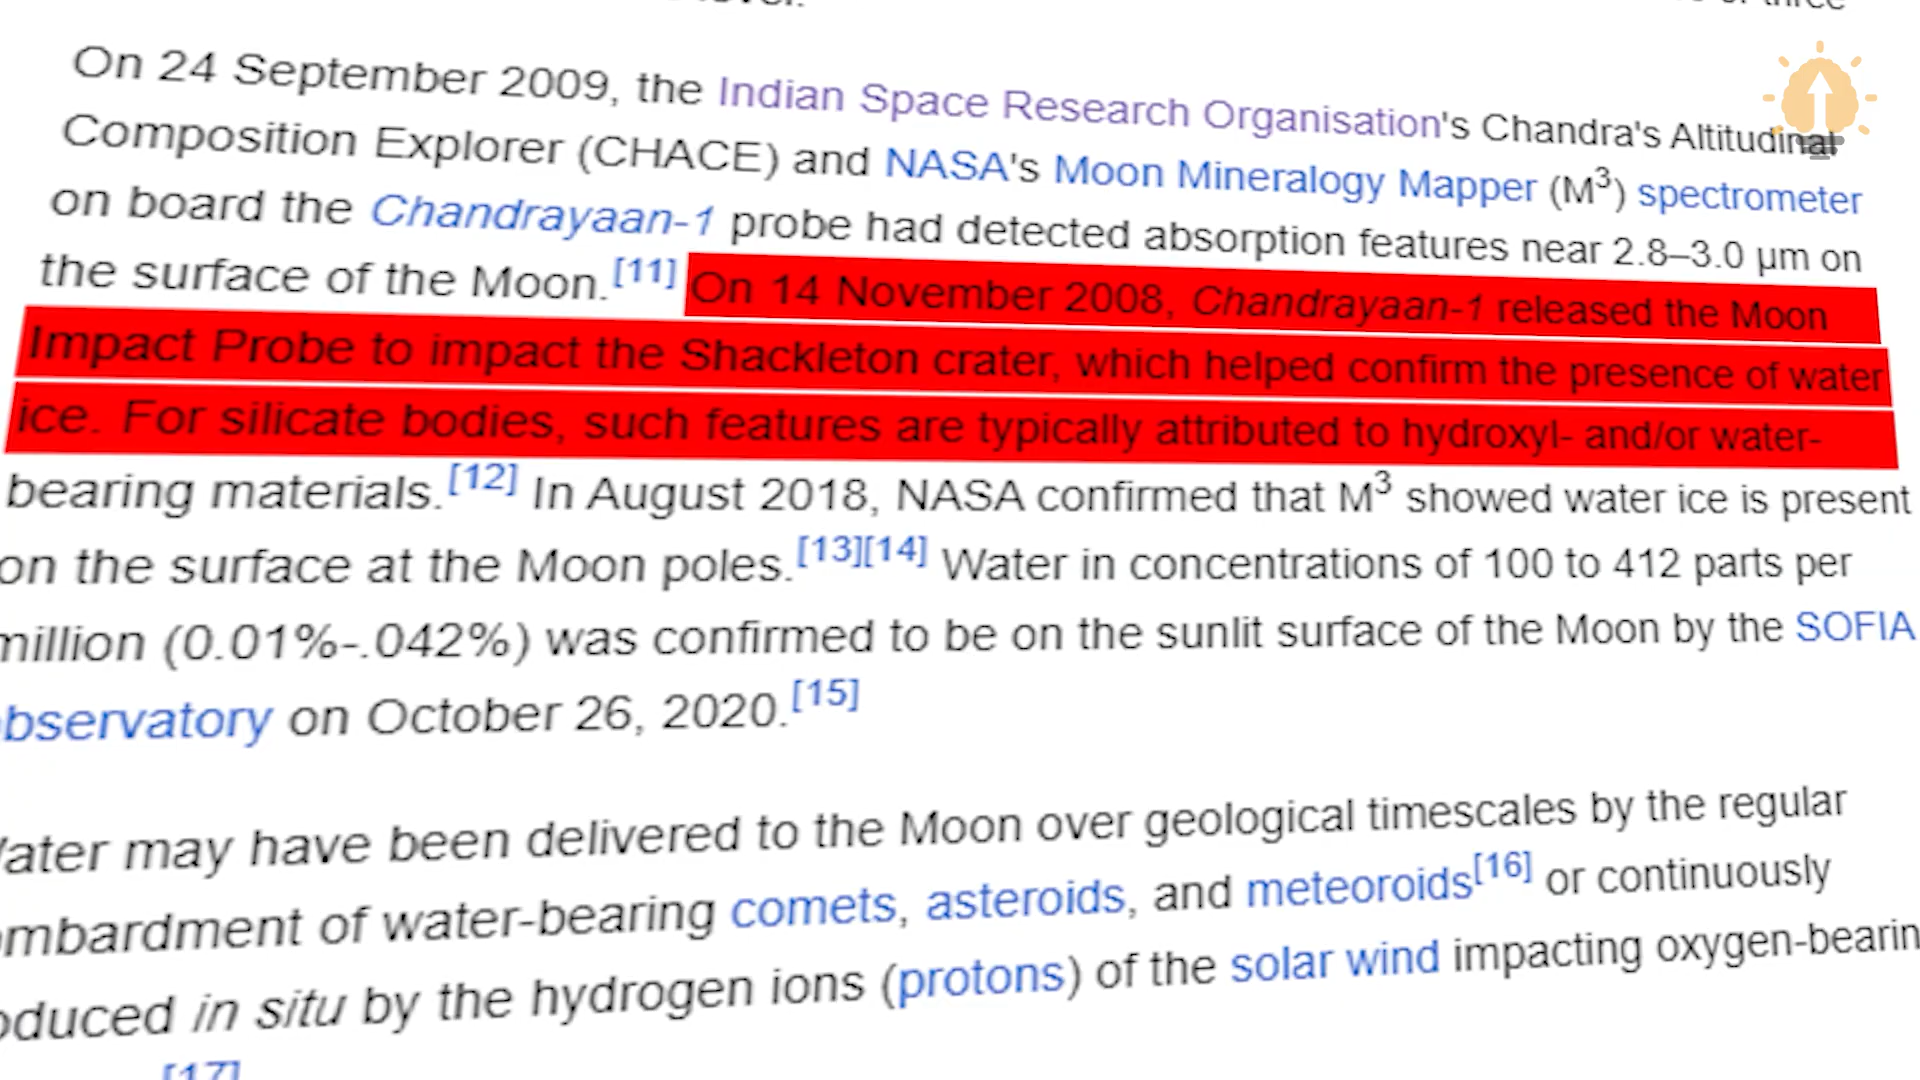 On 24 September 2009, the Indian Space Research Organisation's Chandra's Altitudinal
Composition Explorer (CHACE) and NASA's Moon Mineralogy Mapper (M3) spectrometer
on board the Chandrayaan-1 probe had detected absorption features near 2.8–3.0 μm on
the surface of the Moon.[11] On 14 November 2008, Chandrayaan-1 released the Moon
Impact Probe to impact the Shackleton crater, which helped confirm the presence of water
ice. For silicate bodies, such features are typically attributed to hydroxyl- and/or water-
bearing materials.[12] In August 2018, NASA confirmed that M3 showed water ice is present
on the surface at the Moon poles.[13][14] Water in concentrations of 100 to 412 parts per
million (0.01%-.042%) was confirmed to be on the sunlit surface of the Moon by the SOFIA
bservatory on October 26, 2020.[15]
ater may have been delivered to the Moon over geological timescales by the regular
mbardment of water-bearing comets, asteroids, and meteoroids[16] or continuously
oduced in situ by the hydrogen ions (protons) of the solar wind impacting oxygen-bearin
[17]